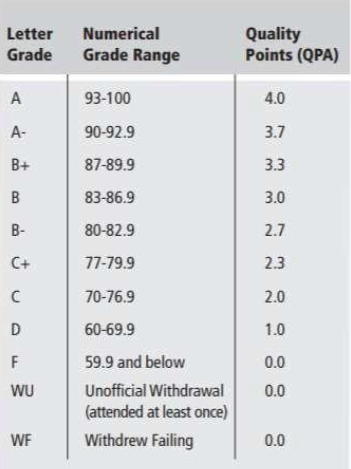 Letter Grade Numerical Grade Range Quality Points (QPA)
A 93-100 4.0
A- 90-92.9 3.7
B+ 87-89.9 3.3
B 83-86.9 3.0
B- 80-82.9 2.7
C+ 77-79.9 2.3
C 70-76.9 2.0
D 60-69.9 1.0
F 59.9 and below 0.0
WU Unofficial Withdrawal 0.0
(attended at least once)
WF Withdrew Failing 0.0